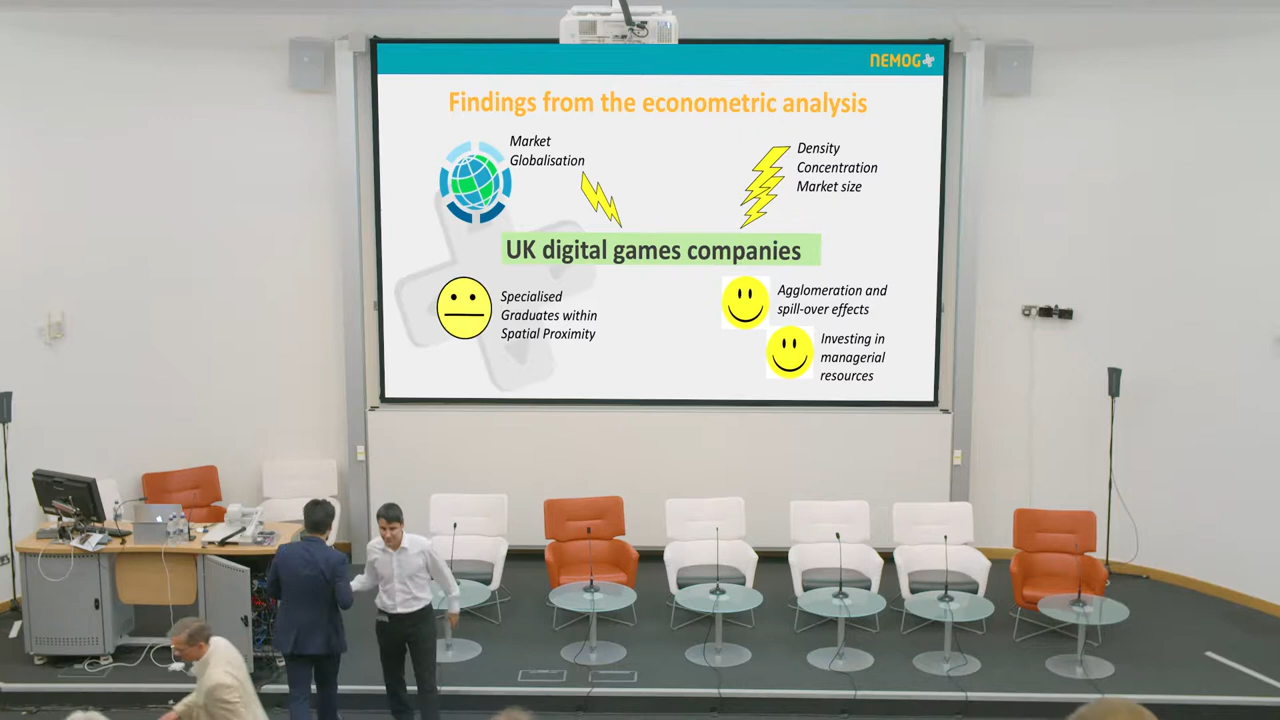 NEMOG
Findings from the econometric analysis
Market
Globalisation
Density
Concentration
Market size
UK digital games companies
Specialised
Graduates within
Spatial Proximity
Agglomeration and
spill-over effects
Investing in
managerial
resources